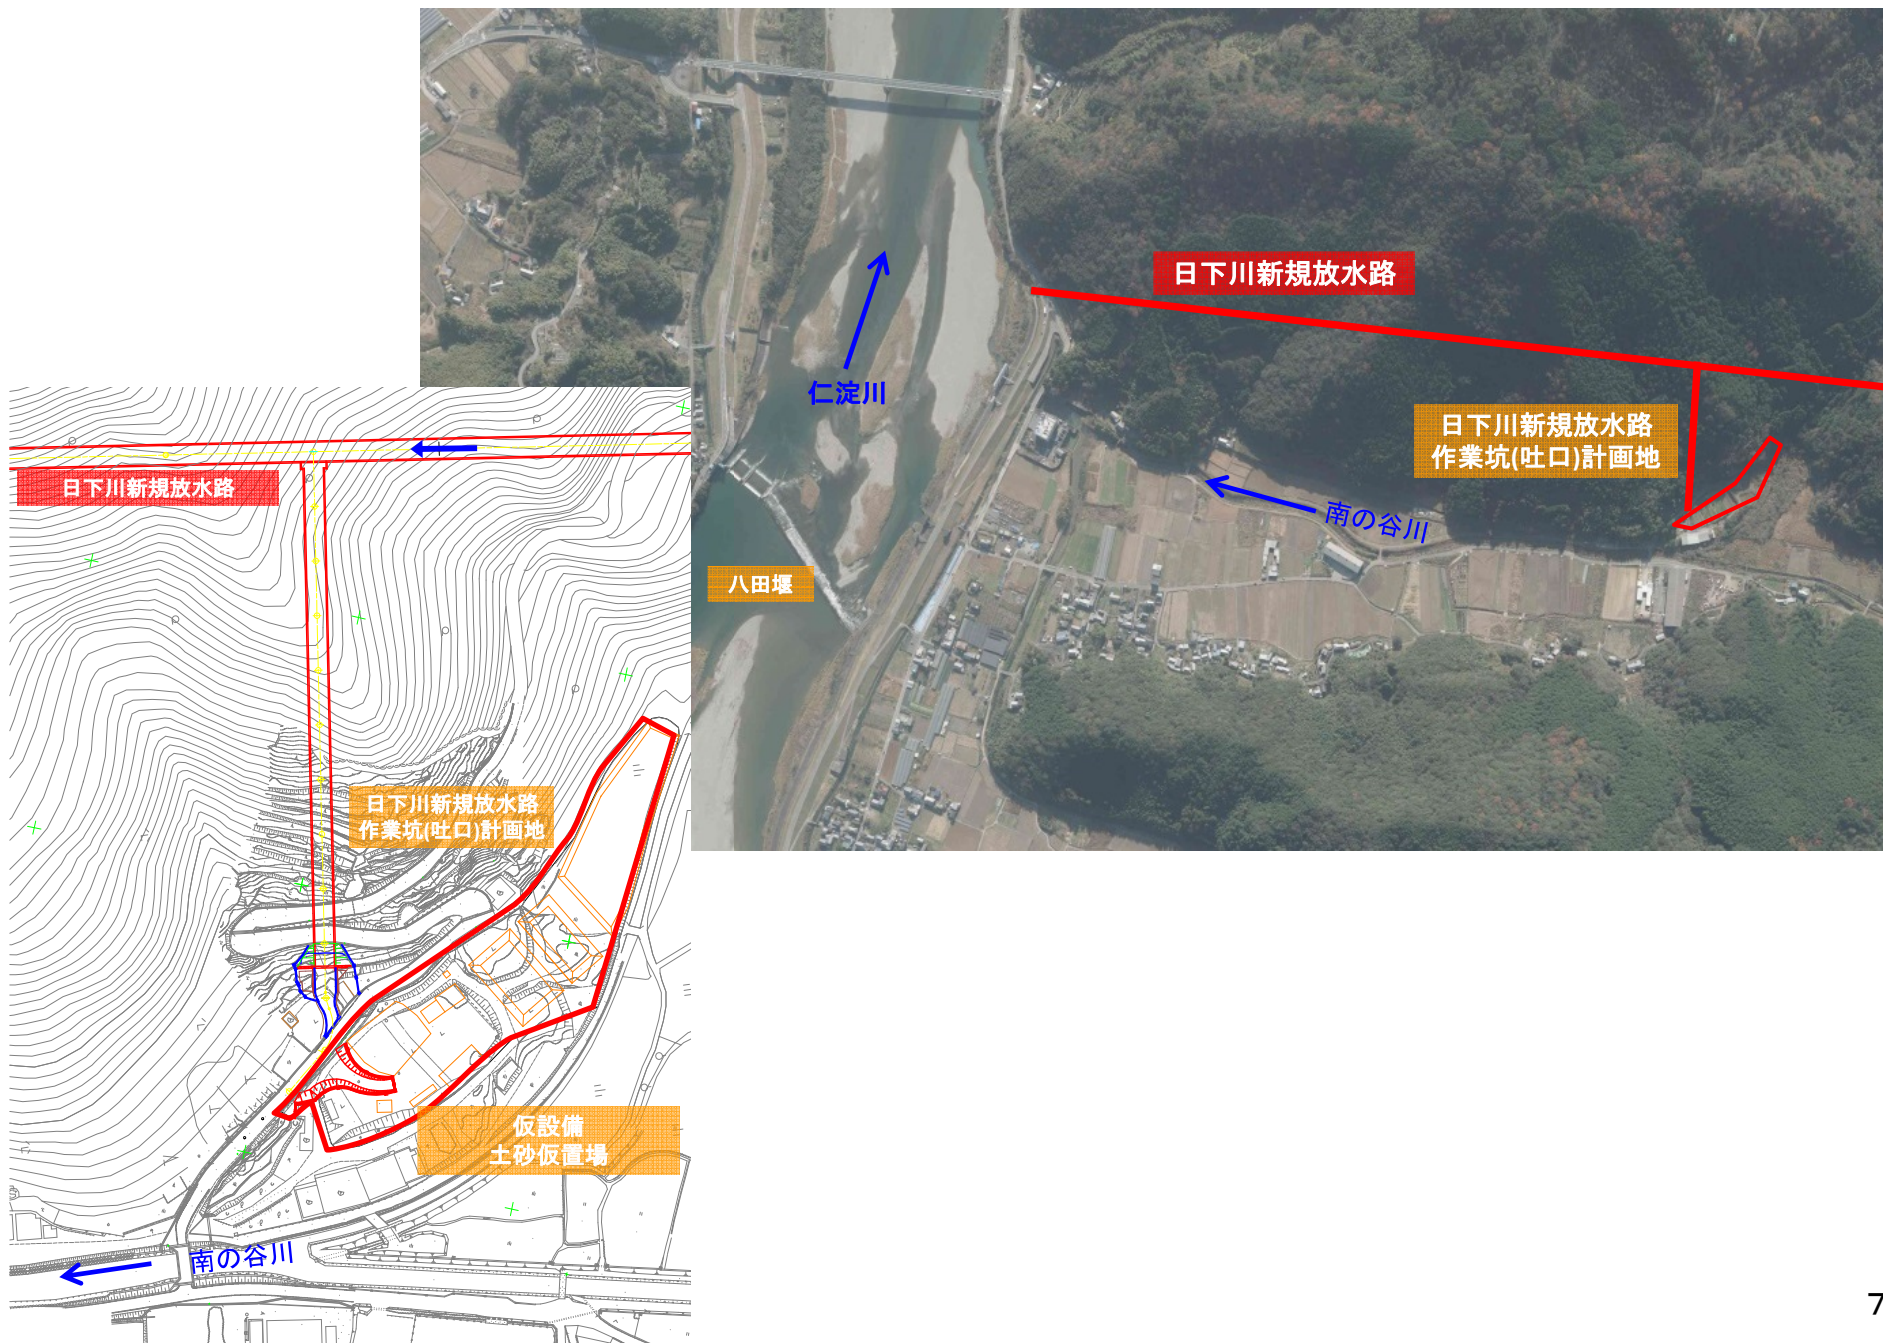 日下川新規放水路
仁淀川
日下川新規放水路
作業坑(吐口)計画地
南の谷川
八田堰
日下川新規放水路
日下川新規放水路
作業坑(吐口)計画地
仮設備
土砂仮置場
南の谷川
7